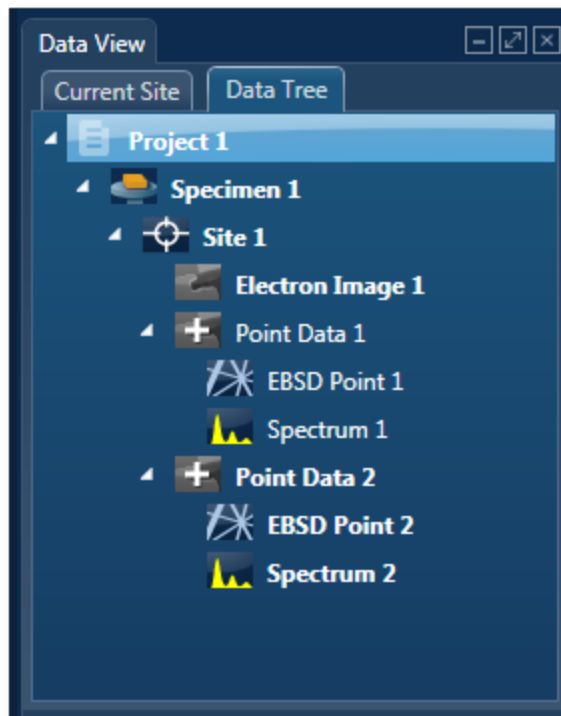 Data View
Current Site Data Tree
Project 1
Specimen 1
Site 1
Electron Image 1
Point Data 1
EBSD Point 1
Spectrum 1
Point Data 2
EBSD Point 2
Spectrum 2